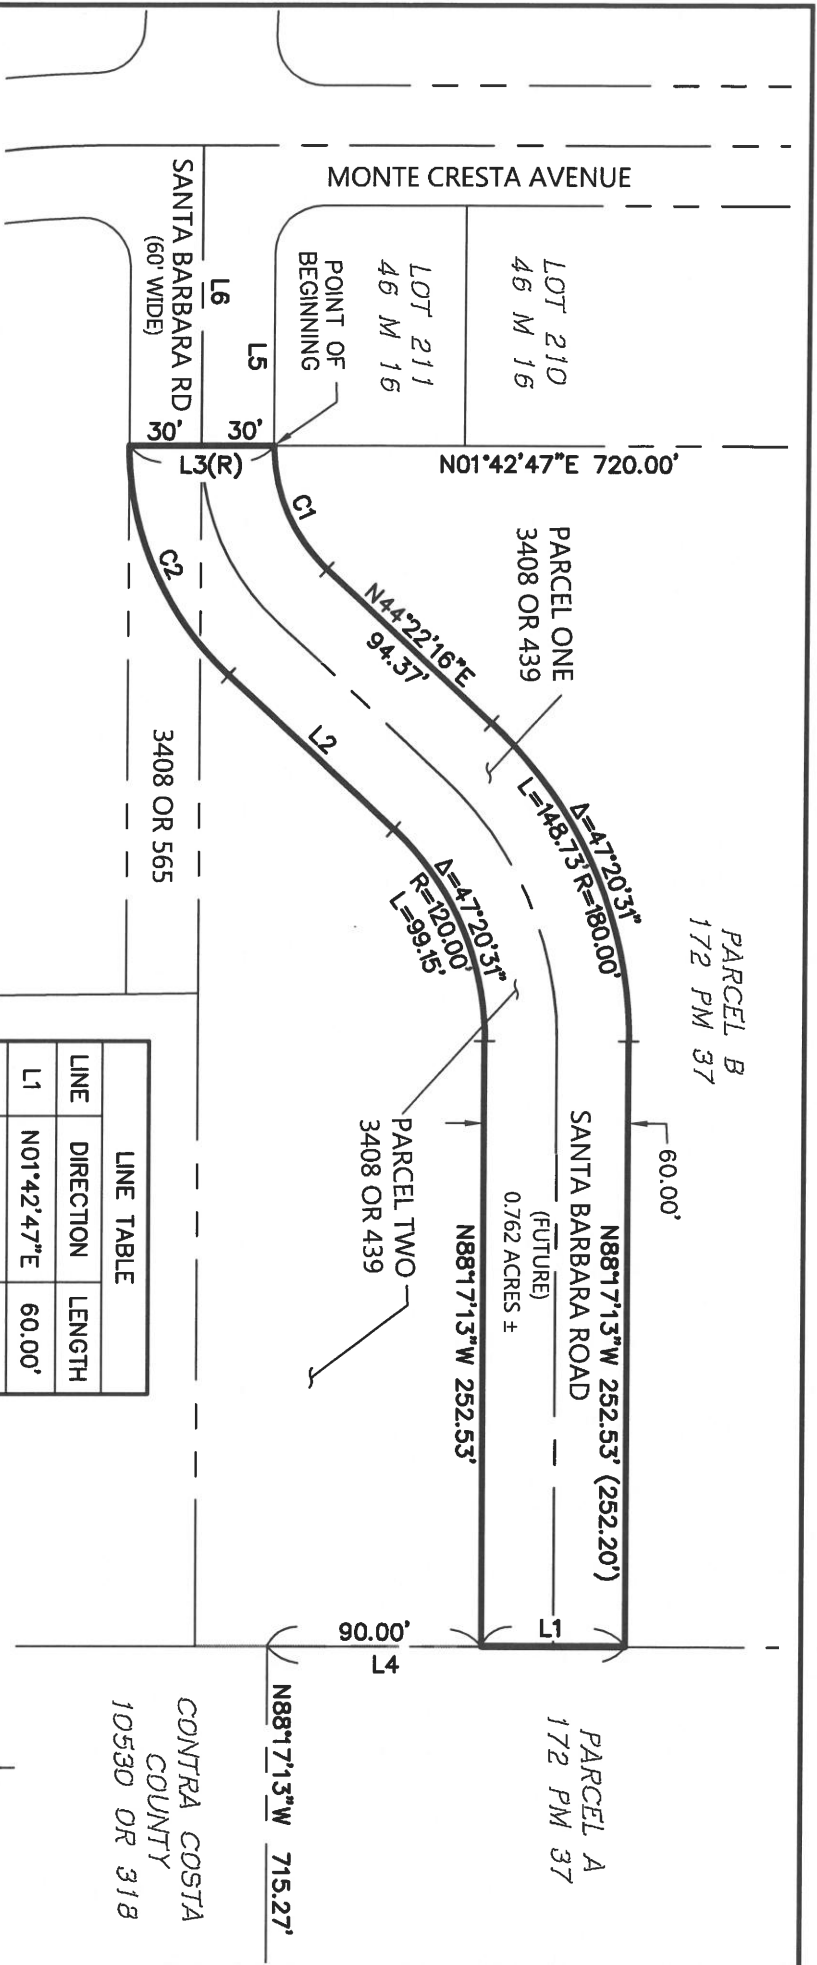 MONTE CRESTA AVENUE
SANTA BARBARA RD
(60' WIDE)
L6
L5
POINT OF
BEGINNING
LOT 211
46 M 16
LOT 210
46 M 16
30'
30'
L3(R)
N01°42'47"E 720.00'
C1
C2
N44°22'16"E
94.37'
L2
PARCEL ONE
3408 OR 439
3408 OR 565
Δ=47°20'31"
R=180.00'
L=148.73'
Δ=47°20'31"
R=120.00'
L=99.15'
PARCEL B
172 PM 37
PARCEL TWO
3408 OR 439
60.00'
N88°17'13"W 252.53' (252.20')
SANTA BARBARA ROAD
(FUTURE)
0.762 ACRES ±
N88°17'13"W 252.53'
L1
90.00'
L4
N88°17'13"W 715.27'
PARCEL A
172 PM 37
CONTRA COSTA
COUNTY
10530 OR 318
LINE TABLE
LINE DIRECTION LENGTH
L1 N01°42'47"E 60.00'